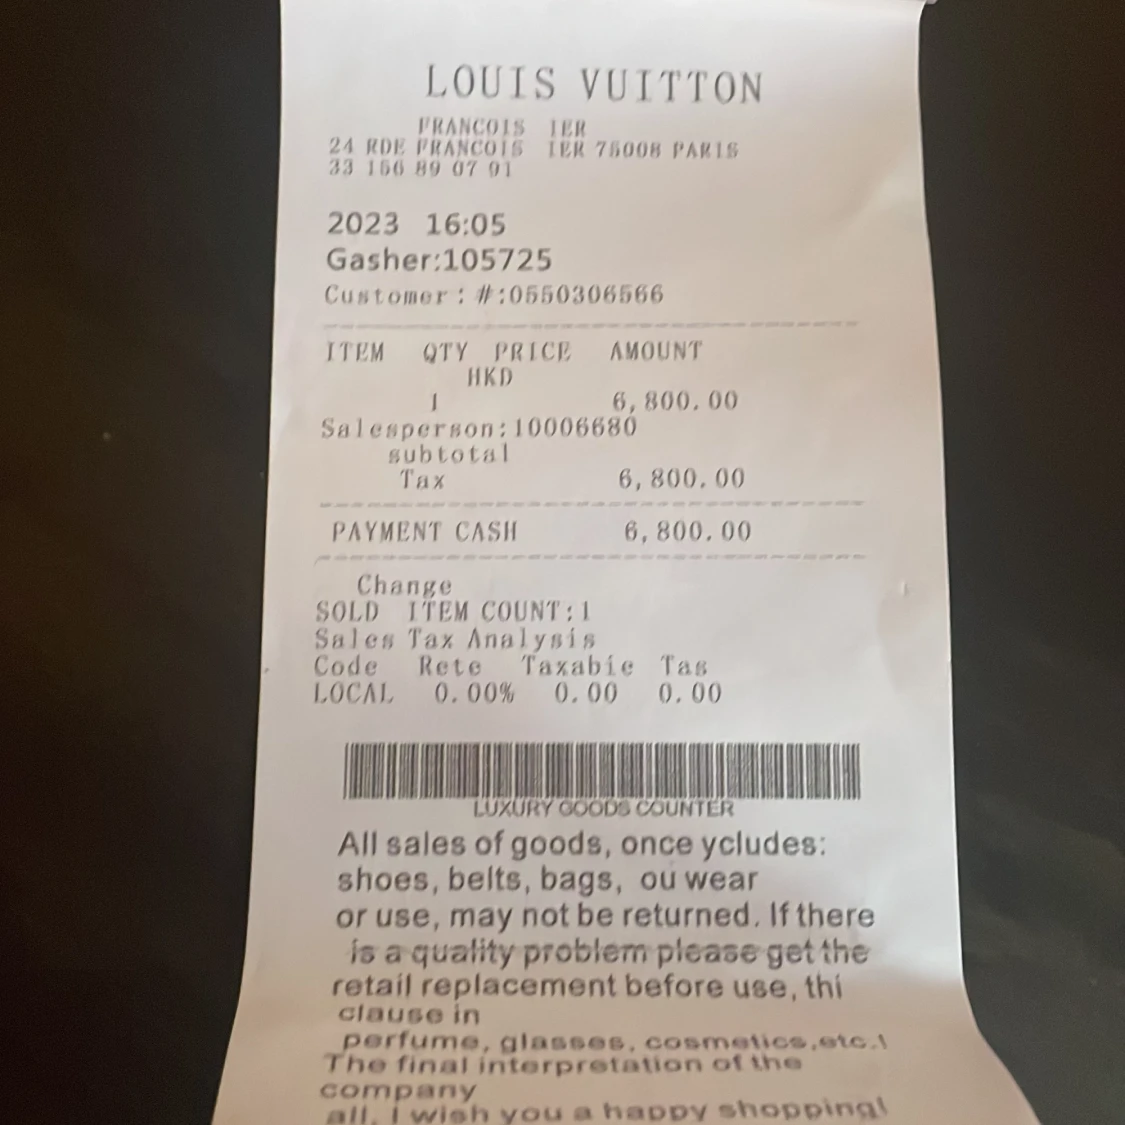 LOUIS VUITTON
FRANCOIS 1ER
24 RDE FRANCOIS 1ER 75008 PARIS
33 156 89 07 91
2023 16:05
Gasher:105725
Customer: #:0550306566
ITEM QTY PRICE AMOUNT
HKD
1 6,800.00
Salesperson:10006680
subtotal
Tax 6,800.00
PAYMENT CASH 6,800.00
Change
SOLD ITEM COUNT:1
Sales Tax Analysis
Code Rete Taxabie Tas
LOCAL 0.00% 0.00 0.00
LUXURY GOODS COUNTER
All sales of goods, once ycludes:
shoes, belts, bags, ou wear
or use, may not be returned. If there
is a quality problem please get the
retail replacement before use, thi
clause in
perfume, glasses, cosmetics,etc.!
The final interpretation of the
company
all. I wish you a happy shopping!